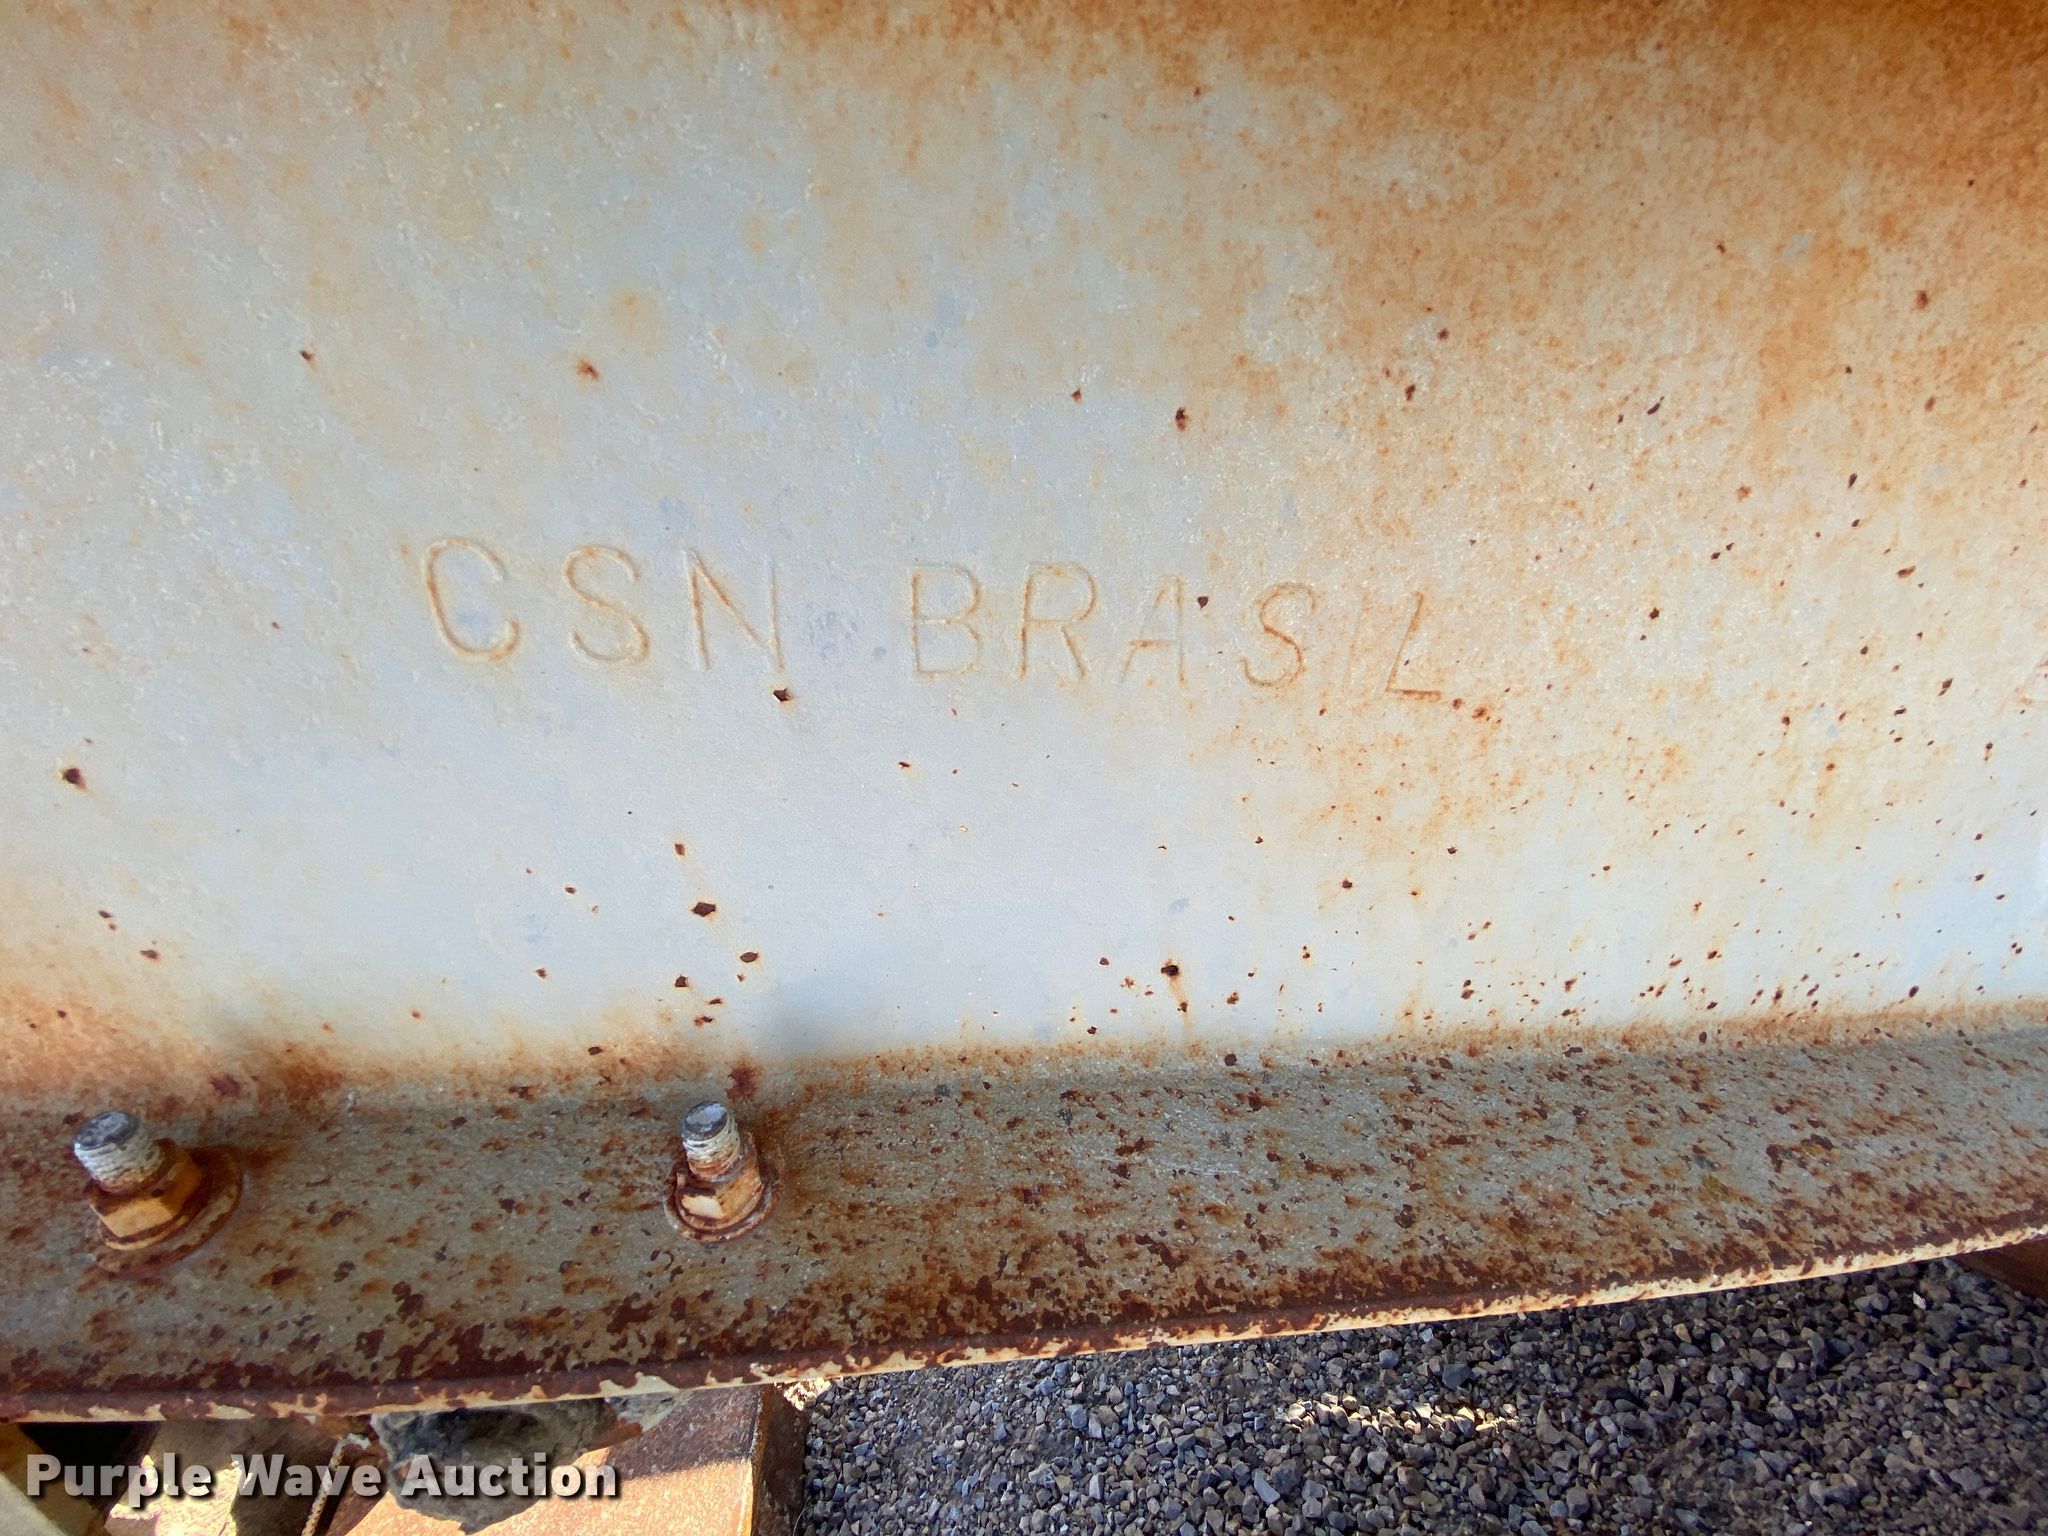 CSN BRASIL
Purple Wave Auction